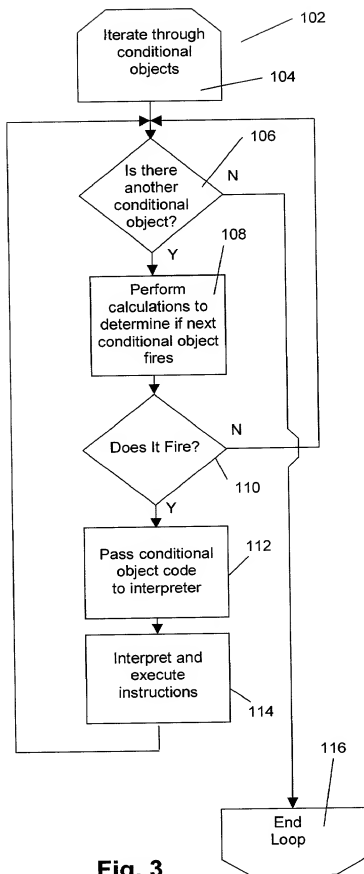 Iterate through
conditional
objects
102
104
106
Is there
another
conditional
object?
N
Y
108
Perform
calculations to
determine if next
conditional object
fires
Does It Fire?
N
110
Y
Pass conditional
object code
to interpreter
112
Interpret and
execute
instructions
114
116
End
Loop
Fig. 3